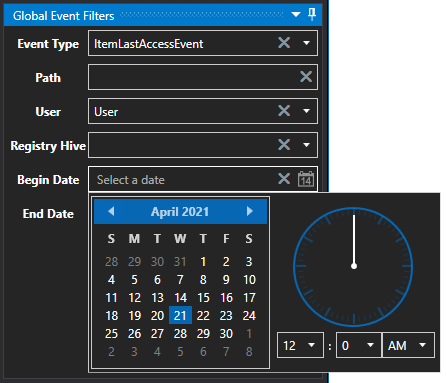 Global Event Filters
Event Type ItemLastAccessEvent
Path
User User
Registry Hive
Begin Date Select a date 14
End Date
April 2021
S M T W T F S
28 29 30 31 1 2 3
4 5 6 7 8 9 10
11 12 13 14 15 16 17
18 19 20 21 22 23 24
25 26 27 28 29 30 1
2 3 4 5 6 7 8
12 : 0 AM